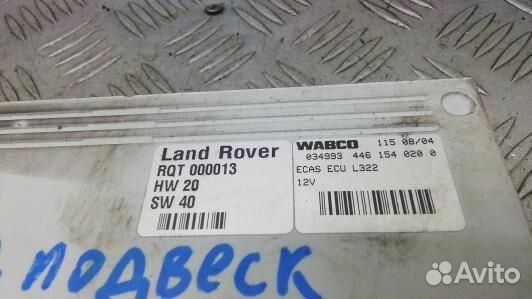 Land Rover
RQT 000013
HW 20
SW 40
WABCO 115 08/04
034993 446 154 020 0
ECAS ECU L322
12V
подвеск
Avito